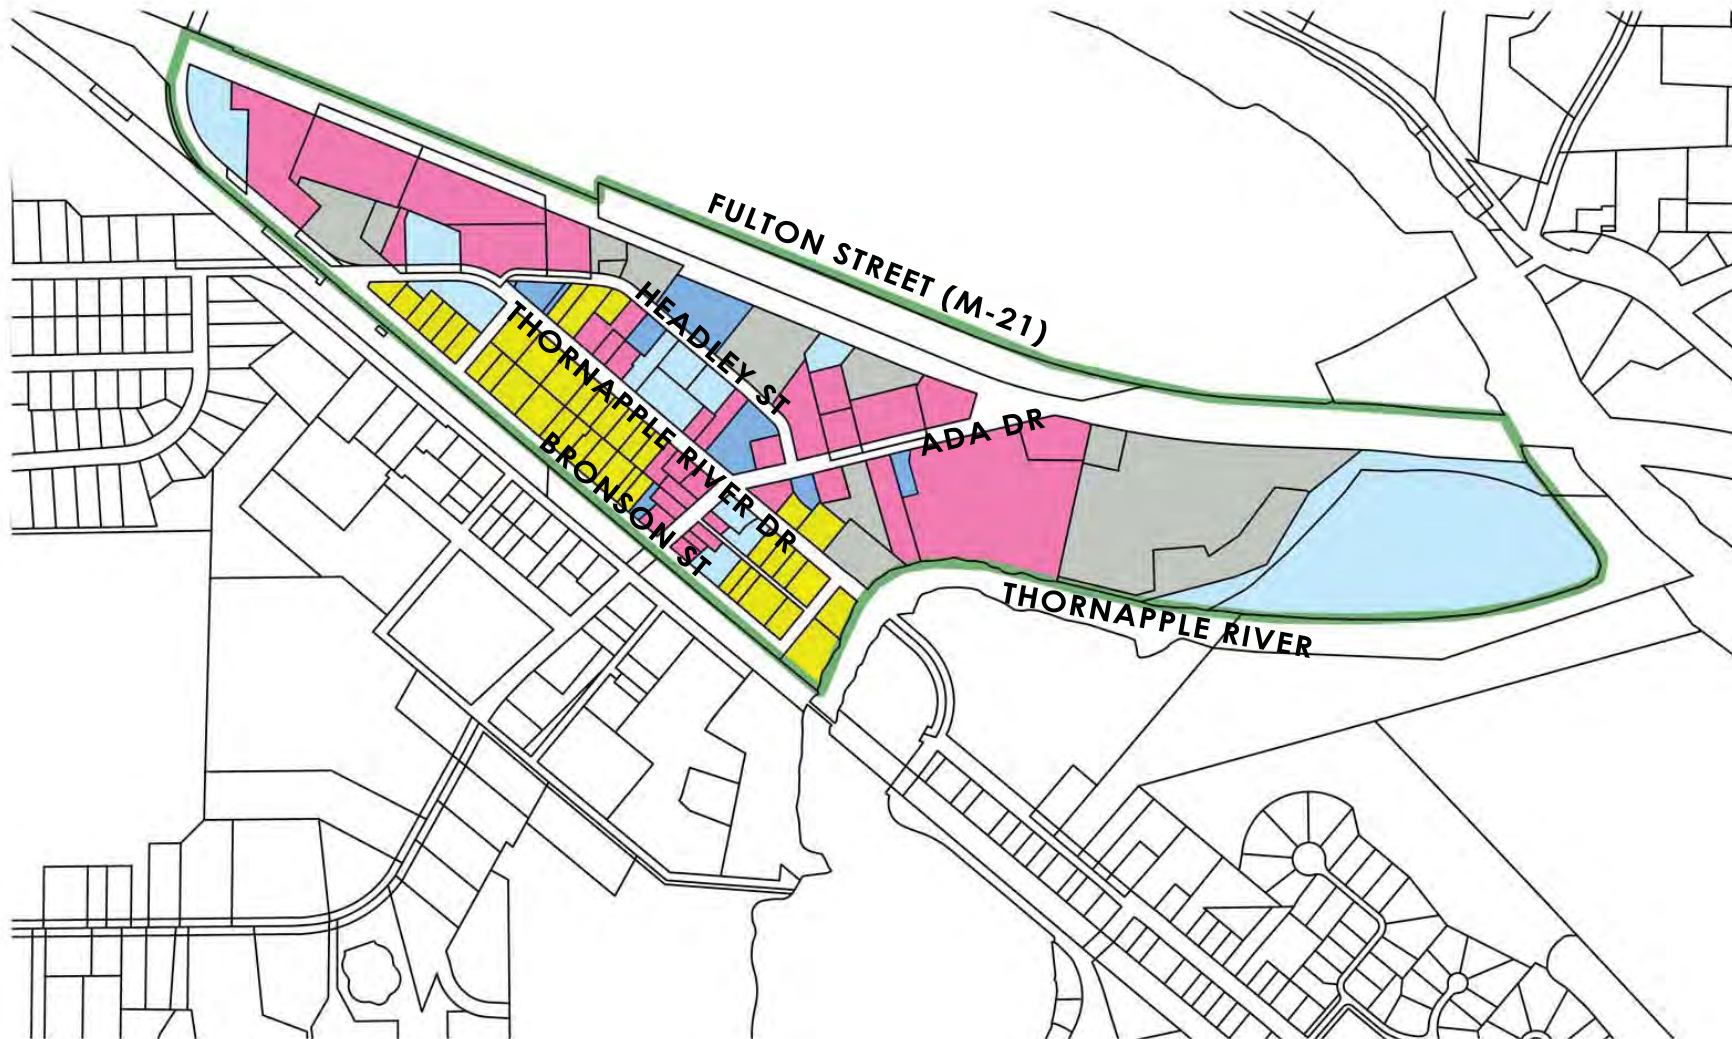 FULTON STREET (M-21)
HEADLEY ST
THORNAPPLE RIVER DR
ADA DR
BRONSON ST
THORNAPPLE RIVER